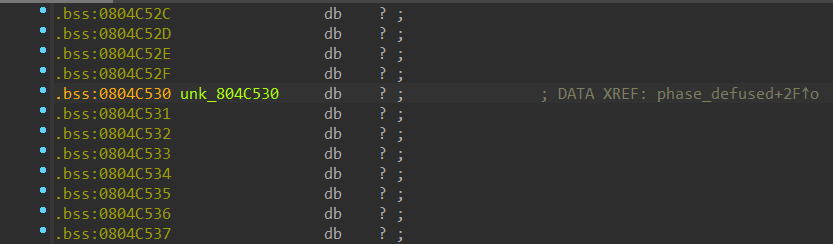 .bss:0804C52C db ? ;
.bss:0804C52D db ? ;
.bss:0804C52E db ? ;
.bss:0804C52F db ? ;
.bss:0804C530 unk_804C530 db ? ; ; DATA XREF: phase_defused+2F↑o
.bss:0804C531 db ? ;
.bss:0804C532 db ? ;
.bss:0804C533 db ? ;
.bss:0804C534 db ? ;
.bss:0804C535 db ? ;
.bss:0804C536 db ? ;
.bss:0804C537 db ? ;